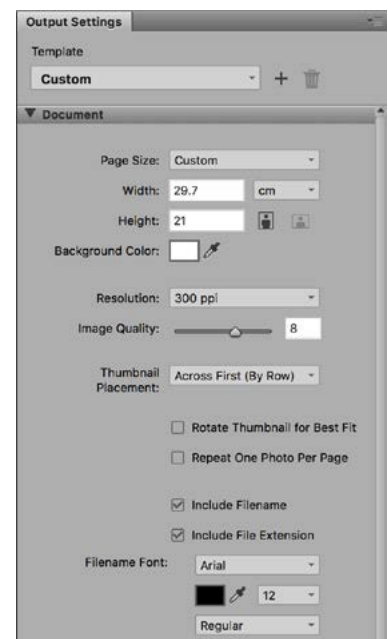 Output Settings
Template
Custom
Document
Page Size: Custom
Width: 29.7 cm
Height: 21
Background Color:
Resolution: 300 ppi
Image Quality: 8
Thumbnail Placement: Across First (By Row)
Rotate Thumbnail for Best Fit
Repeat One Photo Per Page
Include Filename
Include File Extension
Filename Font: Arial
12
Regular